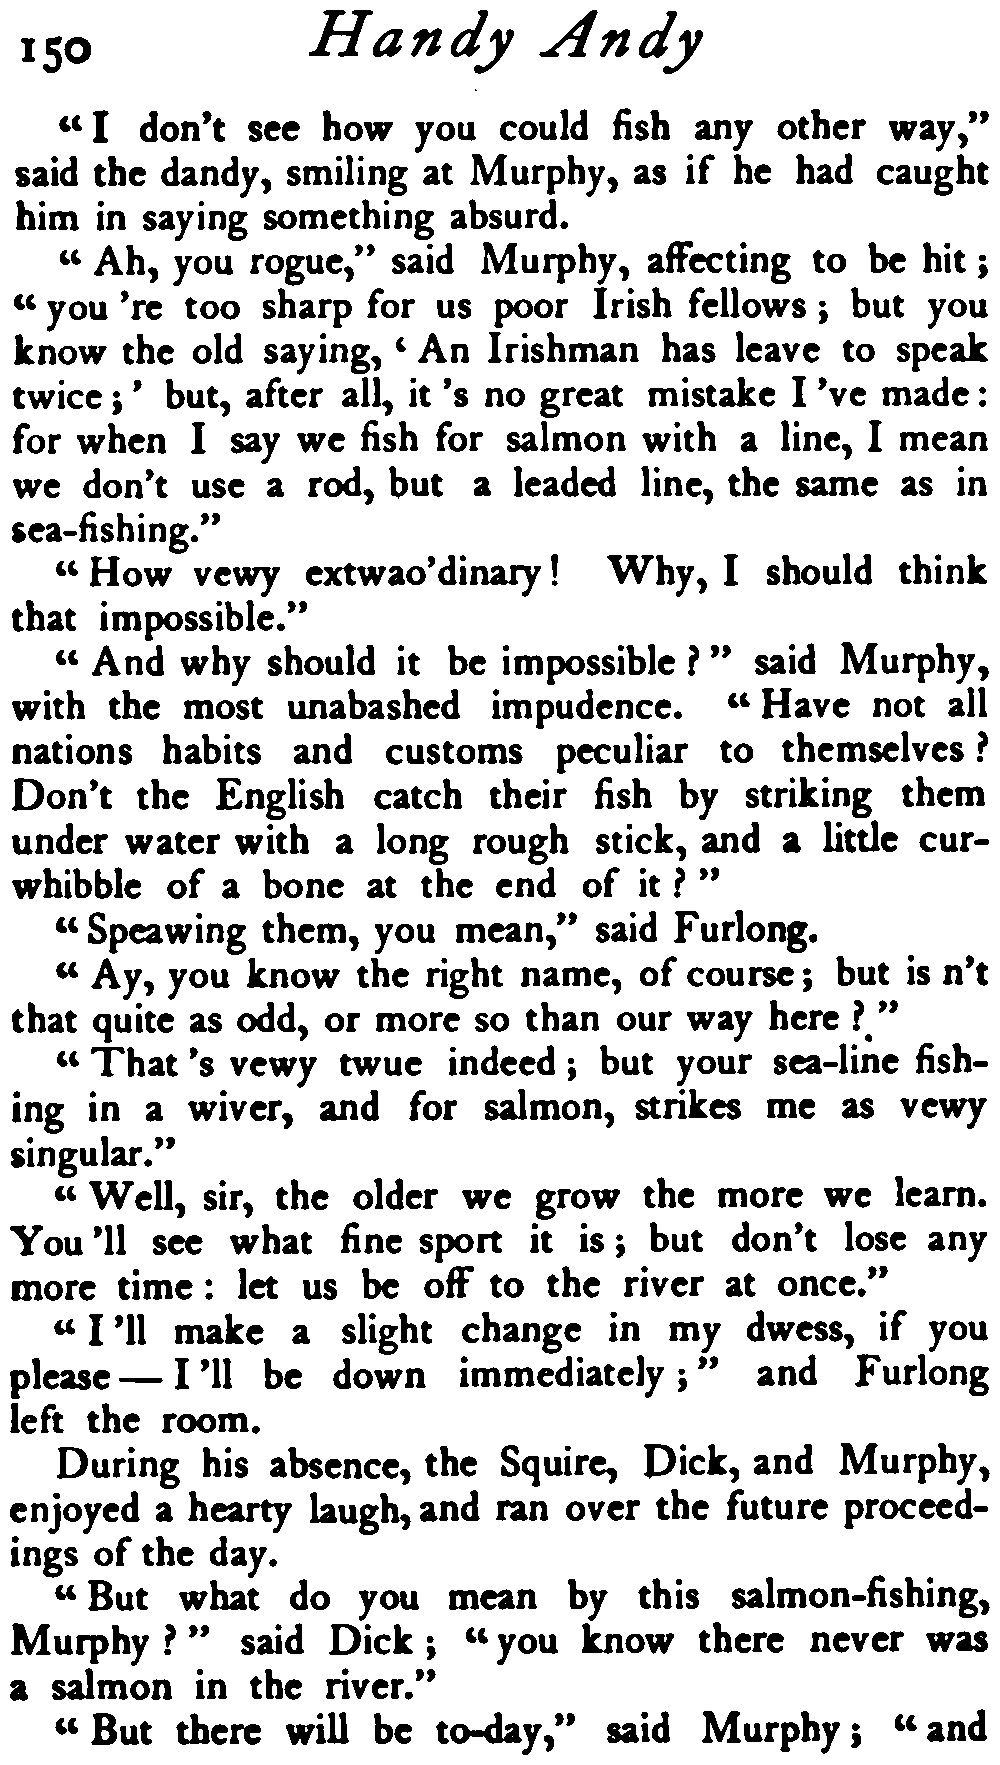 150 Handy Andy
“I don’t see how you could fish any other way,”
said the dandy, smiling at Murphy, as if he had caught
him in saying something absurd.
“Ah, you rogue,” said Murphy, affecting to be hit;
“you ’re too sharp for us poor Irish fellows; but you
know the old saying, ‘An Irishman has leave to speak
twice;’ but, after all, it ’s no great mistake I ’ve made:
for when I say we fish for salmon with a line, I mean
we don’t use a rod, but a leaded line, the same as in
sea-fishing.”
“How vewy extwao’dinary! Why, I should think
that impossible.”
“And why should it be impossible?” said Murphy,
with the most unabashed impudence. “Have not all
nations habits and customs peculiar to themselves?
Don’t the English catch their fish by striking them
under water with a long rough stick, and a little cur-
whibble of a bone at the end of it?”
“Speawing them, you mean,” said Furlong.
“Ay, you know the right name, of course; but is n’t
that quite as odd, or more so than our way here?”
“That ’s vewy twue indeed; but your sea-line fish-
ing in a wiver, and for salmon, strikes me as vewy
singular.”
“Well, sir, the older we grow the more we learn.
You ’ll see what fine sport it is; but don’t lose any
more time: let us be off to the river at once.”
“I ’ll make a slight change in my dwess, if you
please — I ’ll be down immediately;” and Furlong
left the room.
During his absence, the Squire, Dick, and Murphy,
enjoyed a hearty laugh, and ran over the future proceed-
ings of the day.
“But what do you mean by this salmon-fishing,
Murphy?” said Dick; “you know there never was
a salmon in the river.”
“But there will be to-day,” said Murphy; “and